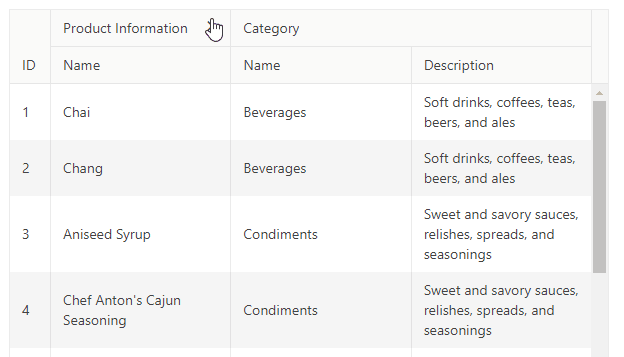 Product Information Category
ID Name Name Description
1 Chai Beverages Soft drinks, coffees, teas,
beers, and ales
2 Chang Beverages Soft drinks, coffees, teas,
beers, and ales
3 Aniseed Syrup Condiments Sweet and savory sauces,
relishes, spreads, and
seasonings
4 Chef Anton's Cajun
Seasoning Condiments Sweet and savory sauces,
relishes, spreads, and
seasonings